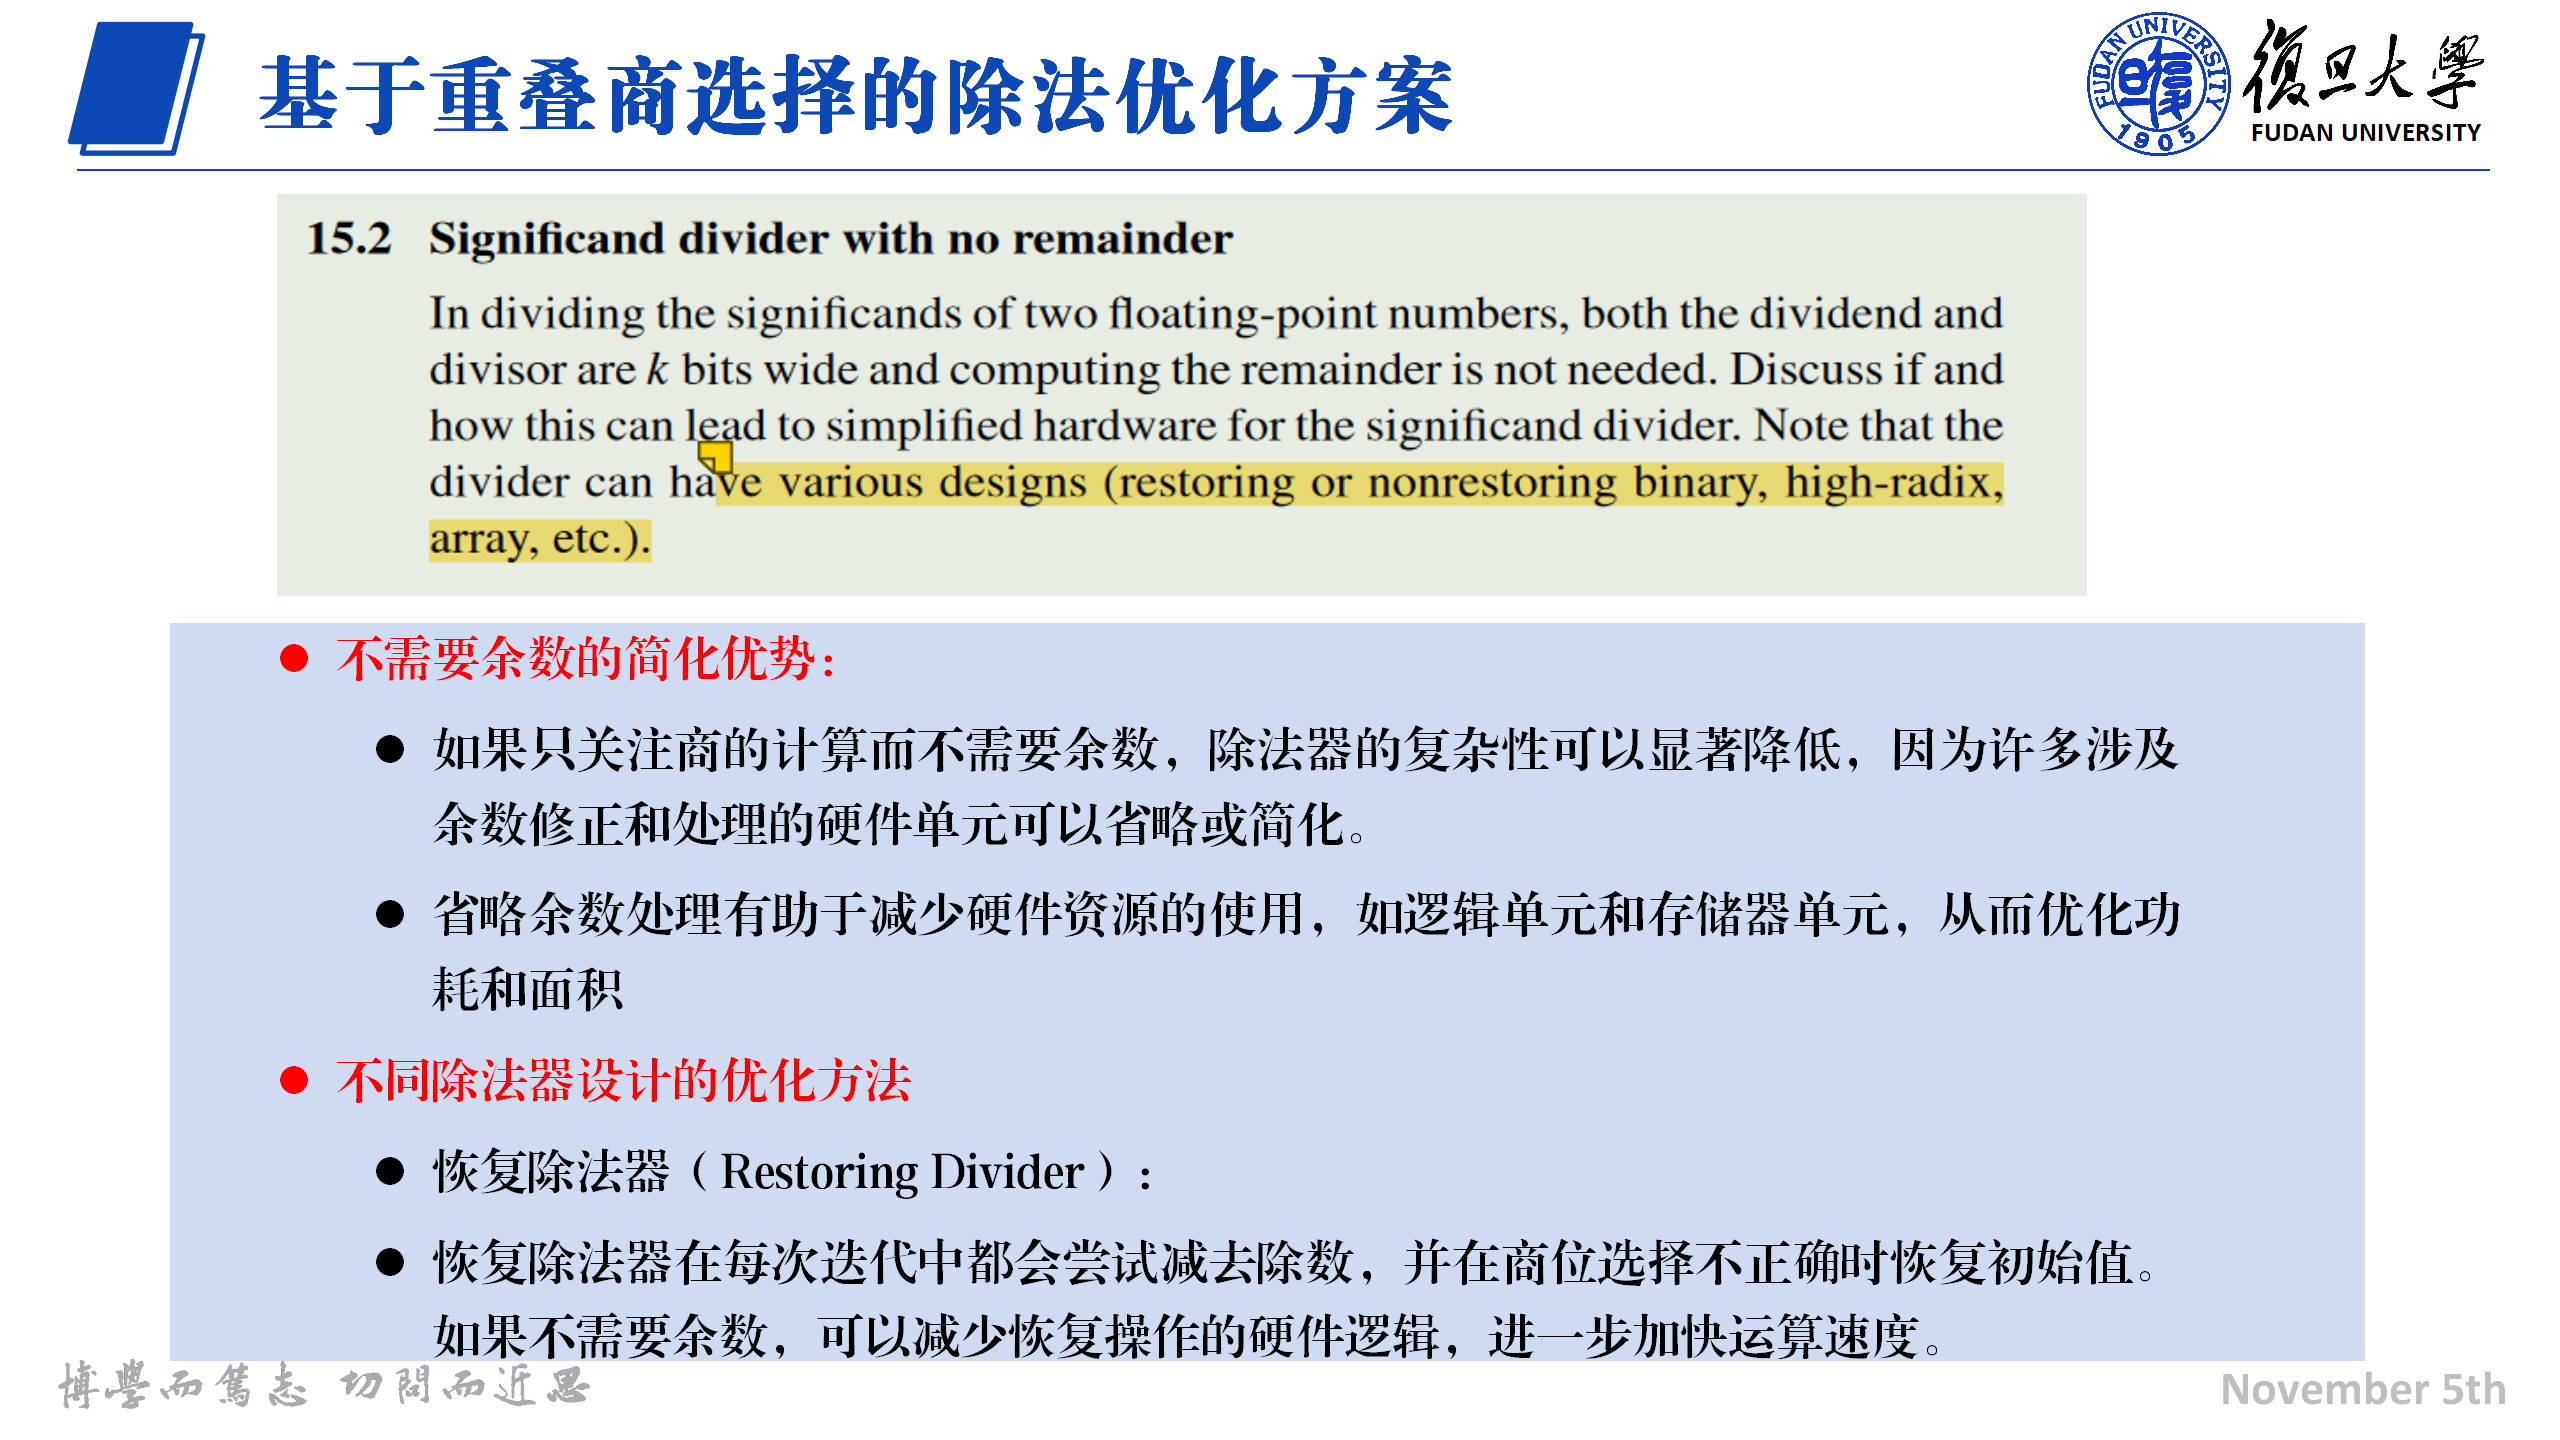 基于重叠商选择的除法优化方案
FUDAN UNIVERSITY
1905
復旦大學
FUDAN UNIVERSITY
15.2 Significand divider with no remainder
In dividing the significands of two floating-point numbers, both the dividend and
divisor are k bits wide and computing the remainder is not needed. Discuss if and
how this can lead to simplified hardware for the significand divider. Note that the
divider can have various designs (restoring or nonrestoring binary, high-radix,
array, etc.).
不需要余数的简化优势：
如果只关注商的计算而不需要余数，除法器的复杂性可以显著降低，因为许多涉及
余数修正和处理的硬件单元可以省略或简化。
省略余数处理有助于减少硬件资源的使用，如逻辑单元和存储器单元，从而优化功
耗和面积
不同除法器设计的优化方法
恢复除法器（Restoring Divider）：
恢复除法器在每次迭代中都会尝试减去除数，并在商位选择不正确时恢复初始值。
如果不需要余数，可以减少恢复操作的硬件逻辑，进一步加快运算速度。
博學而篤志 切問而近思
November 5th